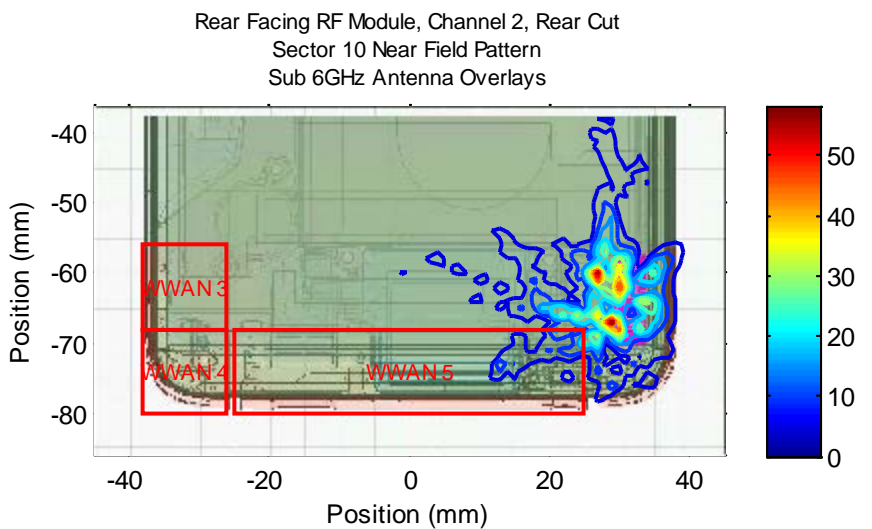 Rear Facing RF Module, Channel 2, Rear Cut
Sector 10 Near Field Pattern
Sub 6GHz Antenna Overlays
-40
-50
-60
-70
-80
Position (mm)
WWAN 3
WWAN 4
WWAN 5
50
40
30
20
10
0
-40
-20
0
20
40
Position (mm)